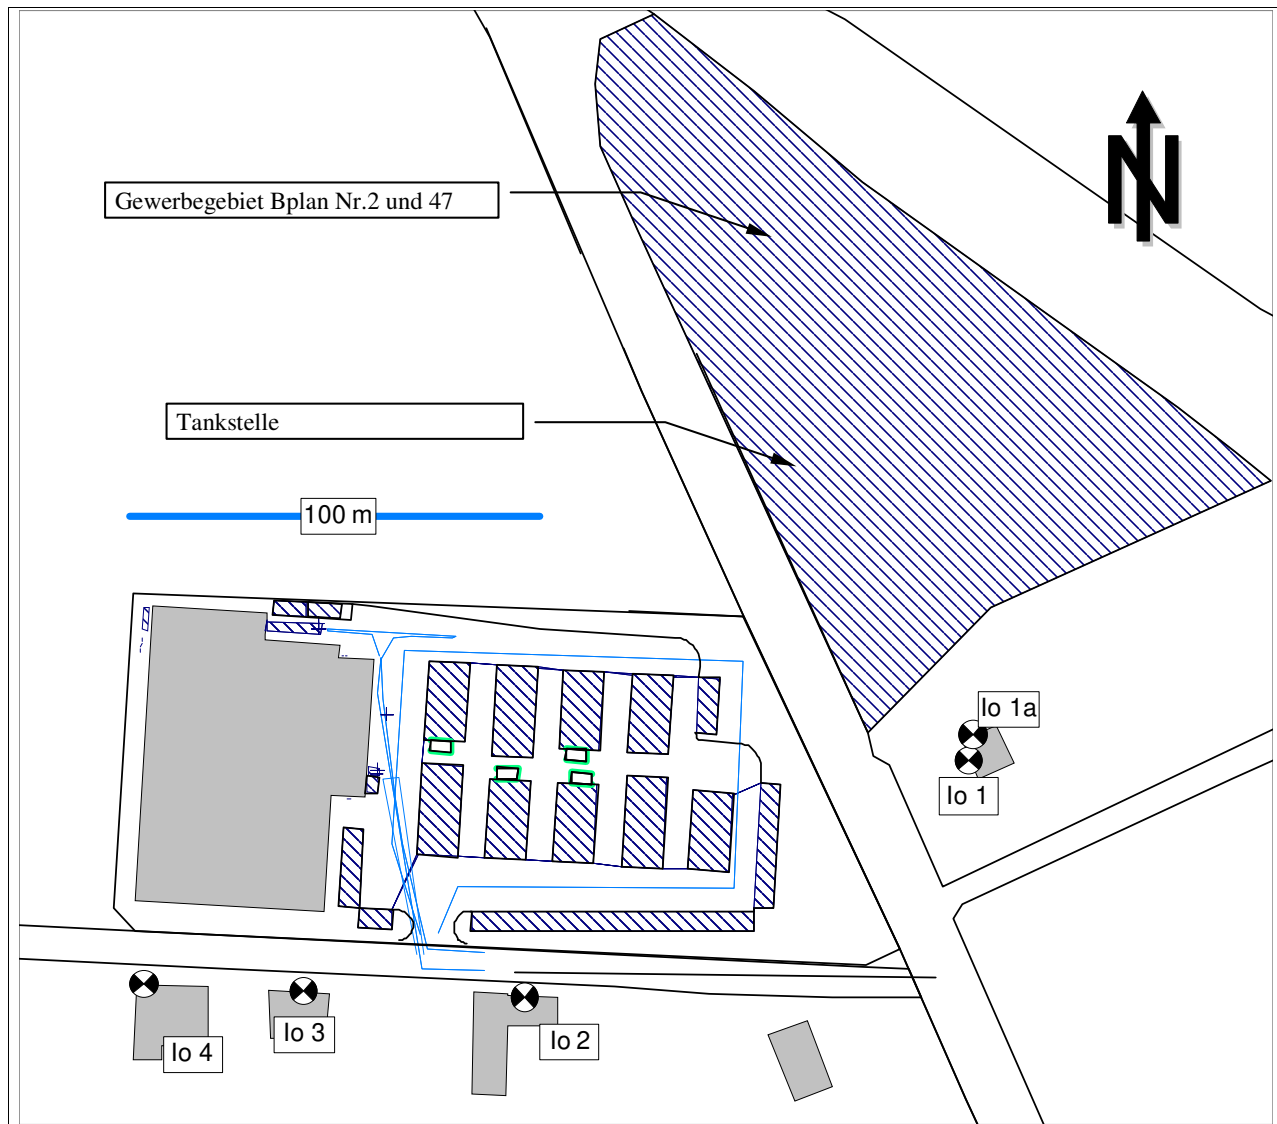 N
Gewerbegebiet Bplan Nr.2 und 47
Tankstelle
100 m
Io 1a
Io 1
Io 4
Io 3
Io 2